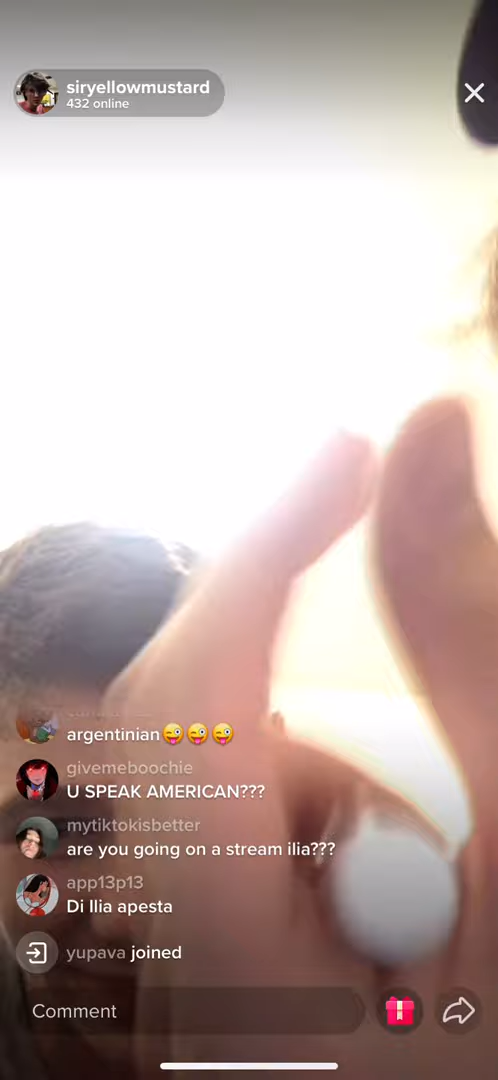 siryellowmustard
432 online
argentinian😜😜😜
givemeboochie
U SPEAK AMERICAN???
mytiktokisbetter
are you going on a stream ilia???
app13p13
Di Ilia apesta
yupava joined
Comment